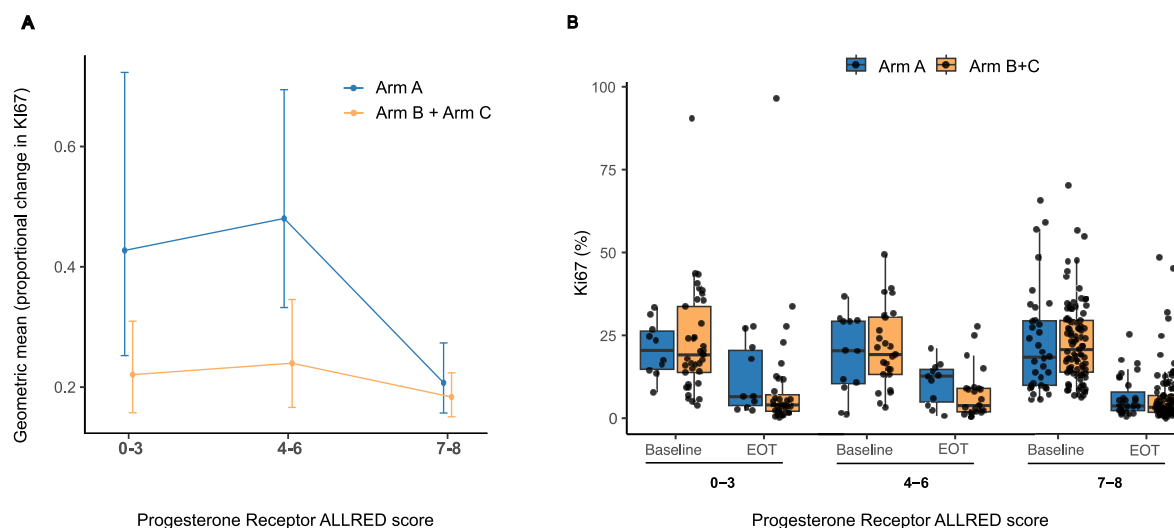 A
Geometric mean (proportional change in KI67)
0.6
0.4
0.2
Arm A
Arm B + Arm C
0-3
4-6
7-8
Progesterone Receptor ALLRED score
B
Arm A
Arm B+C
Ki67 (%)
100
75
50
25
0
Baseline
EOT
Baseline
EOT
Baseline
EOT
0–3
4–6
7–8
Progesterone Receptor ALLRED score